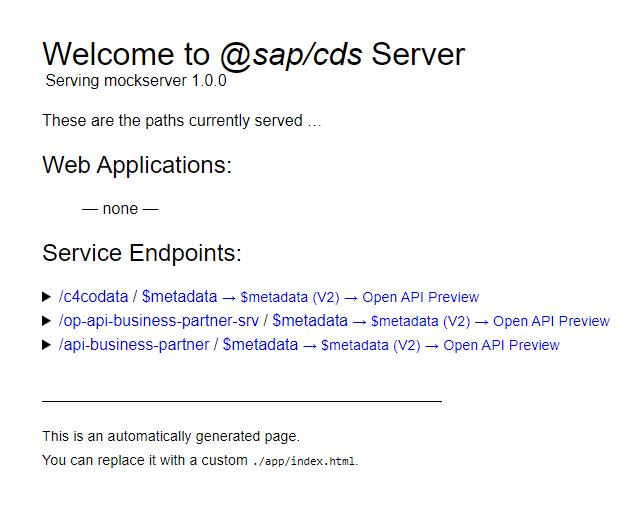 Welcome to @sap/cds Server
Serving mockserver 1.0.0
These are the paths currently served …
Web Applications:
— none —
Service Endpoints:
/c4codata / $metadata → $metadata (V2) → Open API Preview
/op-api-business-partner-srv / $metadata → $metadata (V2) → Open API Preview
/api-business-partner / $metadata → $metadata (V2) → Open API Preview
This is an automatically generated page.
You can replace it with a custom ./app/index.html.